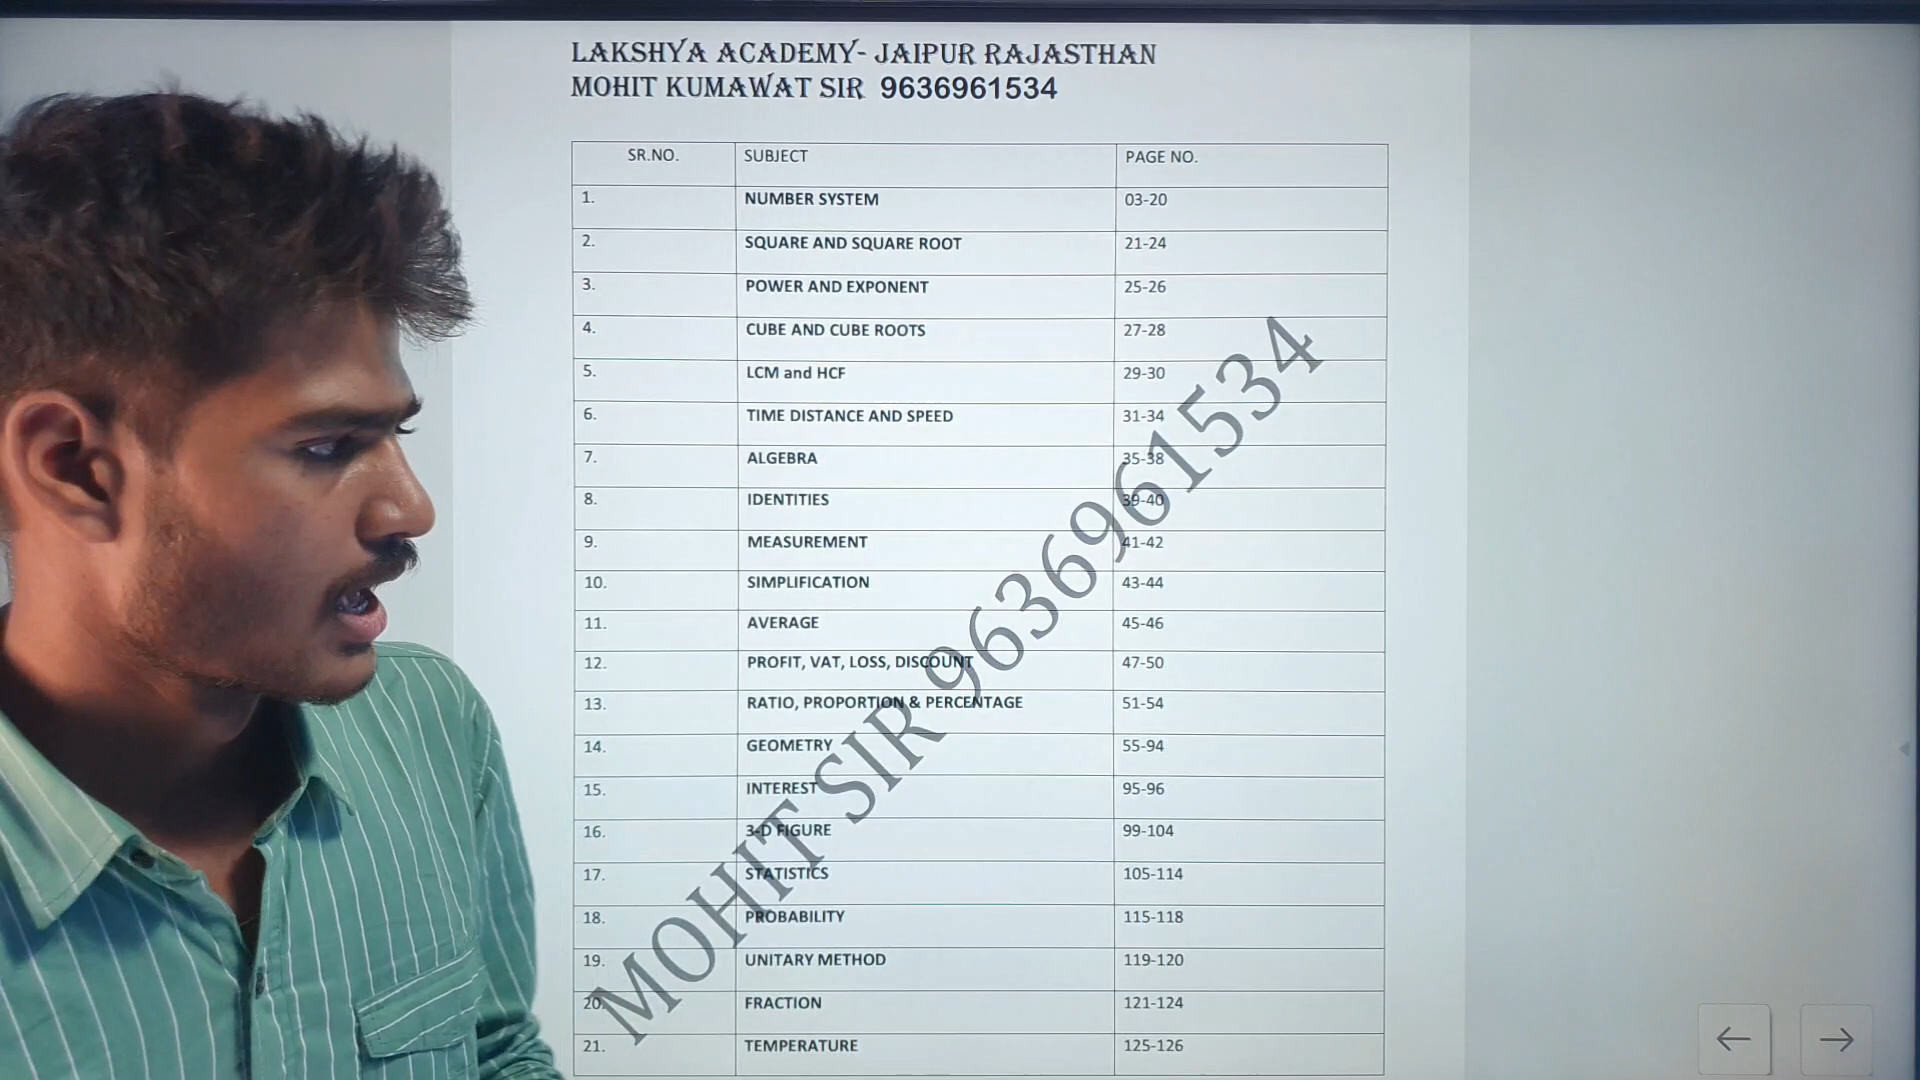 LAKSHYA ACADEMY- JAIPUR RAJASTHAN
MOHIT KUMAWAT SIR 9636961534
SR.NO. SUBJECT PAGE NO.
1. NUMBER SYSTEM 03-20
2. SQUARE AND SQUARE ROOT 21-24
3. POWER AND EXPONENT 25-26
4. CUBE AND CUBE ROOTS 27-28
5. LCM and HCF 29-30
6. TIME DISTANCE AND SPEED 31-34
7. ALGEBRA 35-38
8. IDENTITIES 39-40
9. MEASUREMENT 41-42
10. SIMPLIFICATION 43-44
11. AVERAGE 45-46
12. PROFIT, VAT, LOSS, DISCOUNT 47-50
13. RATIO, PROPORTION & PERCENTAGE 51-54
14. GEOMETRY 55-94
15. INTEREST 95-96
16. 3-D FIGURE 99-104
17. STATISTICS 105-114
18. PROBABILITY 115-118
19. UNITARY METHOD 119-120
20. FRACTION 121-124
21. TEMPERATURE 125-126
MOHIT SIR 9636961534